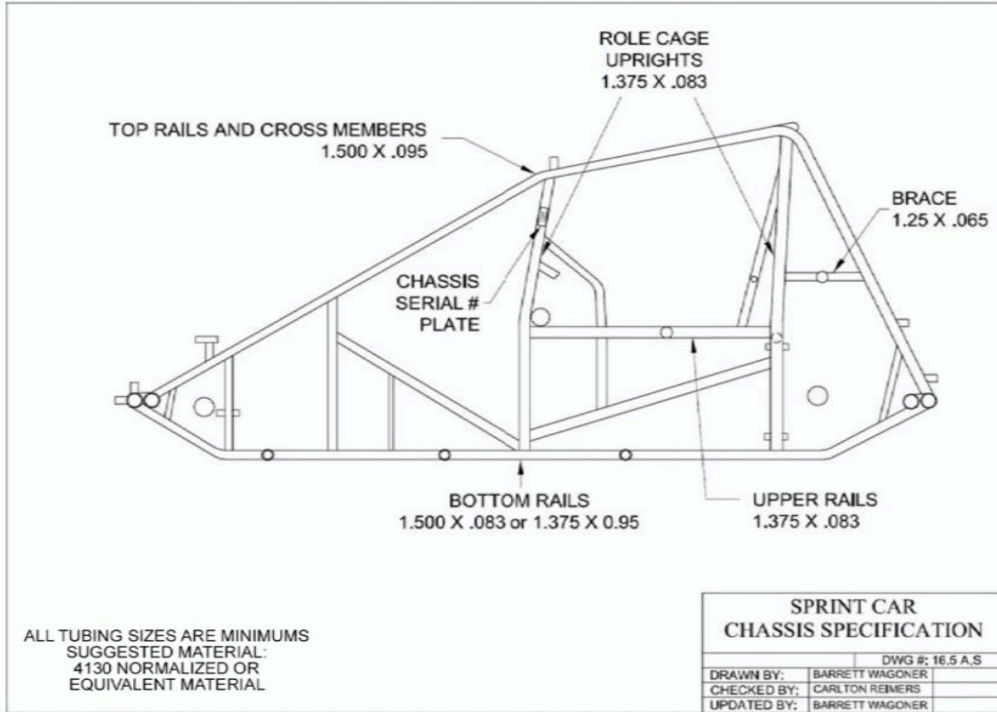 ROLE CAGE
UPRIGHTS
1.375 X .083
TOP RAILS AND CROSS MEMBERS
1.500 X .095
BRACE
1.25 X .065
CHASSIS
SERIAL #
PLATE
BOTTOM RAILS
1.500 X .083 or 1.375 X 0.95
UPPER RAILS
1.375 X .083
ALL TUBING SIZES ARE MINIMUMS
SUGGESTED MATERIAL:
4130 NORMALIZED OR
EQUIVALENT MATERIAL
SPRINT CAR
CHASSIS SPECIFICATION
DWG #: 16.5 A,S
DRAWN BY: BARRETT WAGONER
CHECKED BY: CARLTON REIMERS
UPDATED BY: BARRETT WAGONER